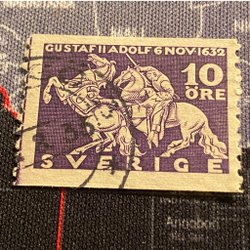 GUSTAF II ADOLF 6 NOV·1632
10
ÖRE
SVERIGE